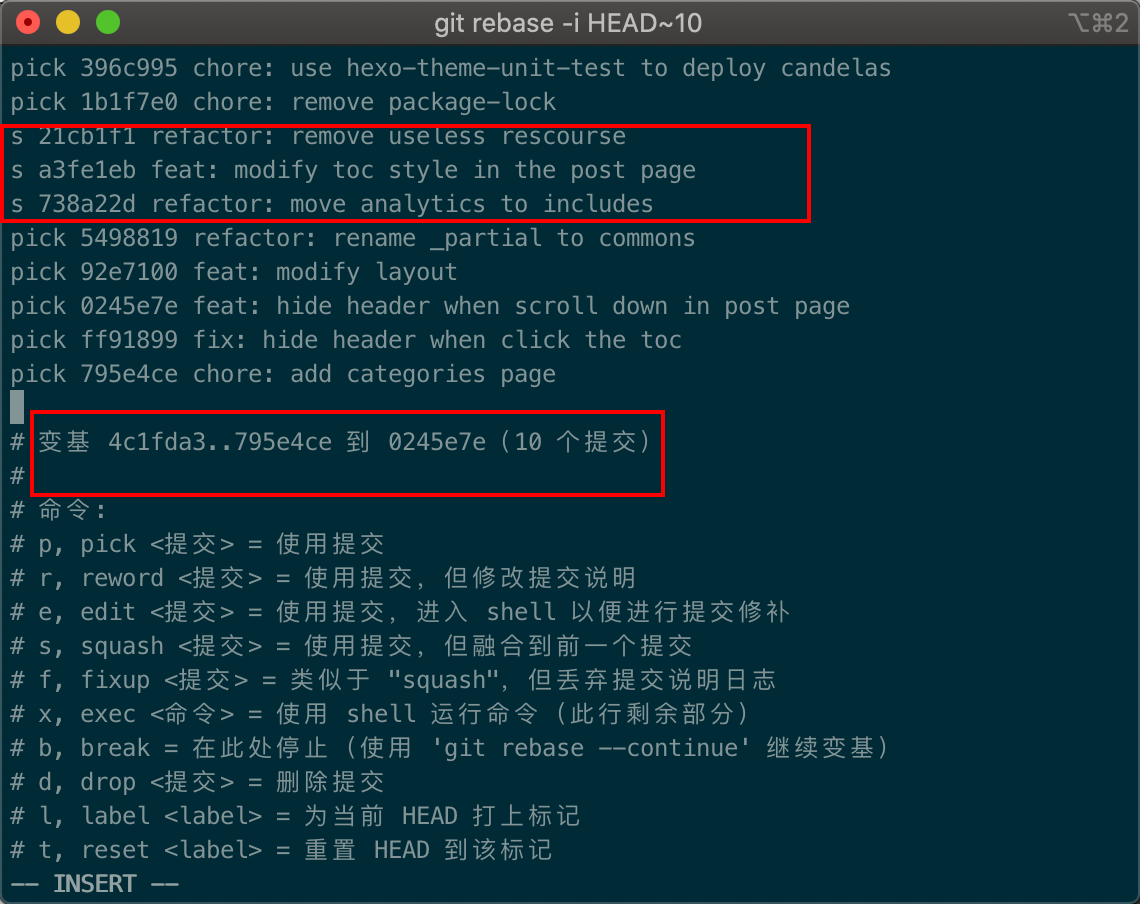 git rebase -i HEAD~10
⌥⌘2
pick 396c995 chore: use hexo-theme-unit-test to deploy candelas
pick 1b1f7e0 chore: remove package-lock
s 21cb1f1 refactor: remove useless rescourse
s a3fe1eb feat: modify toc style in the post page
s 738a22d refactor: move analytics to includes
pick 5498819 refactor: rename _partial to commons
pick 92e7100 feat: modify layout
pick 0245e7e feat: hide header when scroll down in post page
pick ff91899 fix: hide header when click the toc
pick 795e4ce chore: add categories page
# 变基 4c1fda3..795e4ce 到 0245e7e（10 个提交）
#
# 命令:
# p, pick <提交> = 使用提交
# r, reword <提交> = 使用提交，但修改提交说明
# e, edit <提交> = 使用提交，进入 shell 以便进行提交修补
# s, squash <提交> = 使用提交，但融合到前一个提交
# f, fixup <提交> = 类似于 "squash"，但丢弃提交说明日志
# x, exec <命令> = 使用 shell 运行命令（此行剩余部分）
# b, break = 在此处停止（使用 'git rebase --continue' 继续变基）
# d, drop <提交> = 删除提交
# l, label <label> = 为当前 HEAD 打上标记
# t, reset <label> = 重置 HEAD 到该标记
-- INSERT --